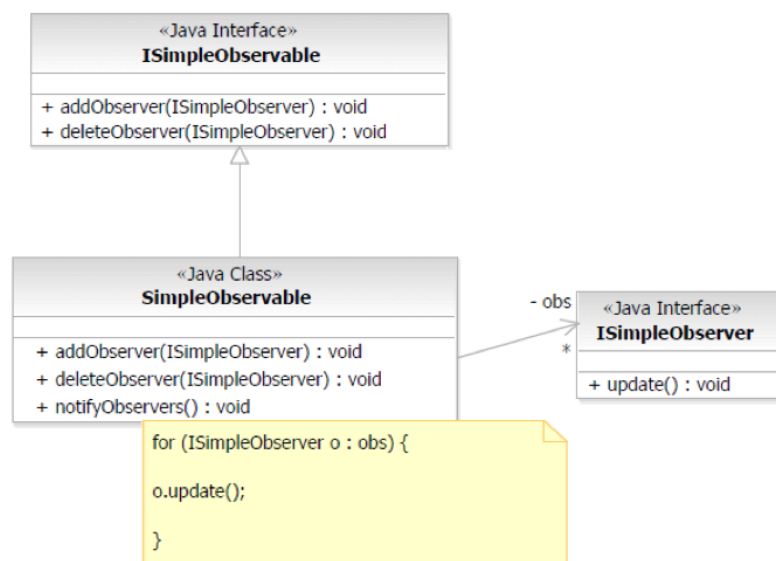 «Java Interface»
ISimpleObservable
+ addObserver(ISimpleObserver) : void
+ deleteObserver(ISimpleObserver) : void
«Java Class»
SimpleObservable
+ addObserver(ISimpleObserver) : void
+ deleteObserver(ISimpleObserver) : void
+ notifyObservers() : void
- obs
*
«Java Interface»
ISimpleObserver
+ update() : void
for (ISimpleObserver o : obs) {
o.update();
}